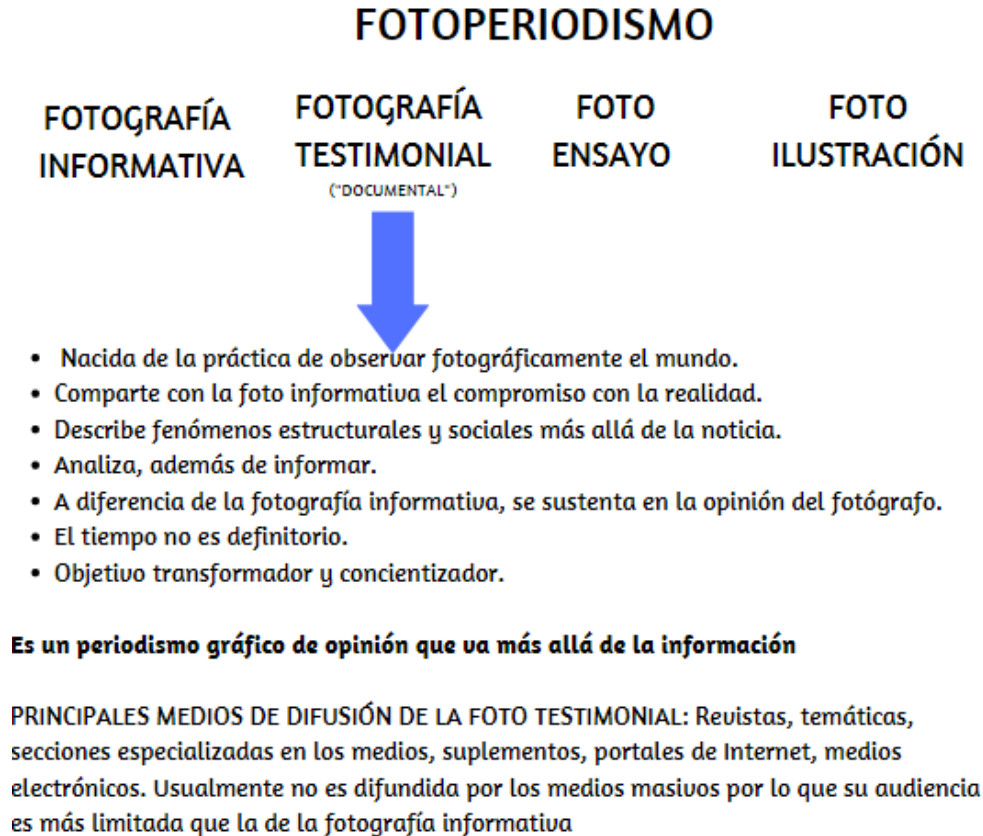 FOTOPERIODISMO
FOTOGRAFÍA
INFORMATIVA
FOTOGRAFÍA
TESTIMONIAL
("DOCUMENTAL")
FOTO
ENSAYO
FOTO
ILUSTRACIÓN
• Nacida de la práctica de observar fotográficamente el mundo.
• Comparte con la foto informativa el compromiso con la realidad.
• Describe fenómenos estructurales y sociales más allá de la noticia.
• Analiza, además de informar.
• A diferencia de la fotografía informativa, se sustenta en la opinión del fotógrafo.
• El tiempo no es definitorio.
• Objetivo transformador y concientizador.
Es un periodismo gráfico de opinión que va más allá de la información
PRINCIPALES MEDIOS DE DIFUSIÓN DE LA FOTO TESTIMONIAL: Revistas, temáticas,
secciones especializadas en los medios, suplementos, portales de Internet, medios
electrónicos. Usualmente no es difundida por los medios masivos por lo que su audiencia
es más limitada que la de la fotografía informativa